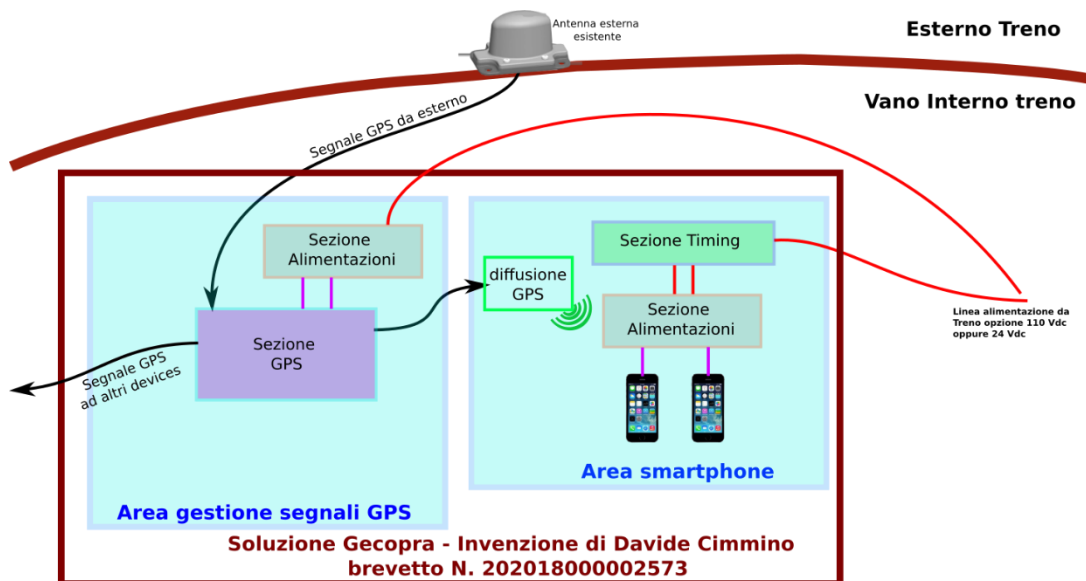 Antenna esterna
esistente
Esterno Treno
Vano Interno treno
Segnale GPS da esterno
Sezione
Alimentazioni
Sezione Timing
diffusione
GPS
Sezione
Alimentazioni
Linea alimentazione da
Treno opzione 110 Vdc
oppure 24 Vdc
Sezione
GPS
Segnale GPS
ad altri devices
Area smartphone
Area gestione segnali GPS
Soluzione Gecopra - Invenzione di Davide Cimmino
brevetto N. 202018000002573